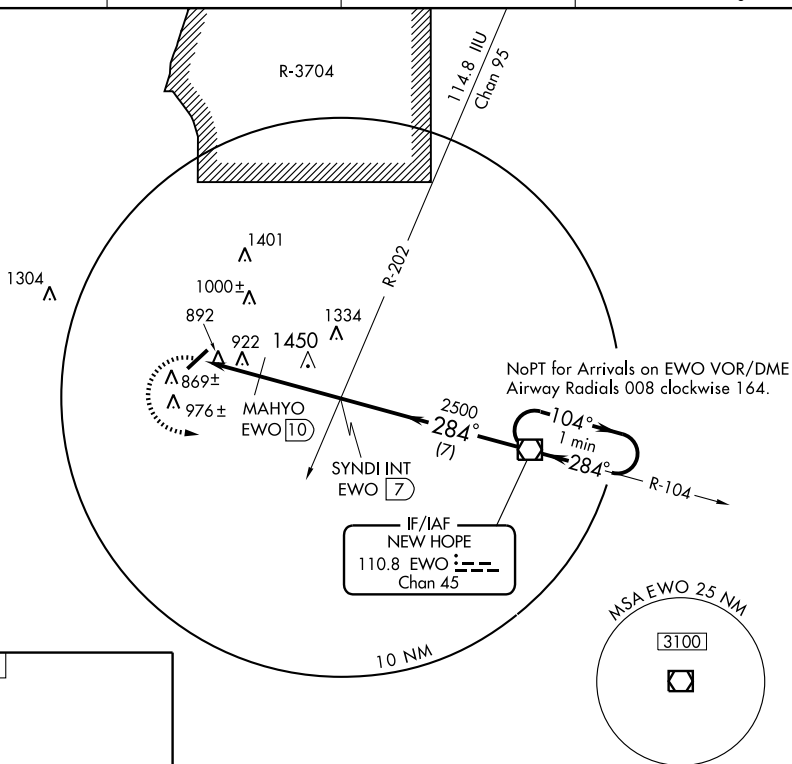 R-3704
114.8 IIU
Chan 95
R-202
1401
1304
1000±
1334
892
922
1450
869±
976±
MAHYO
EWO 10
SYNDI INT
EWO 7
2500
284°
(7)
NoPT for Arrivals on EWO VOR/DME
Airway Radials 008 clockwise 164.
104°
1 min
284°
R-104
IF/IAF
NEW HOPE
110.8 EWO
Chan 45
10 NM
MSA EWO 25 NM
3100